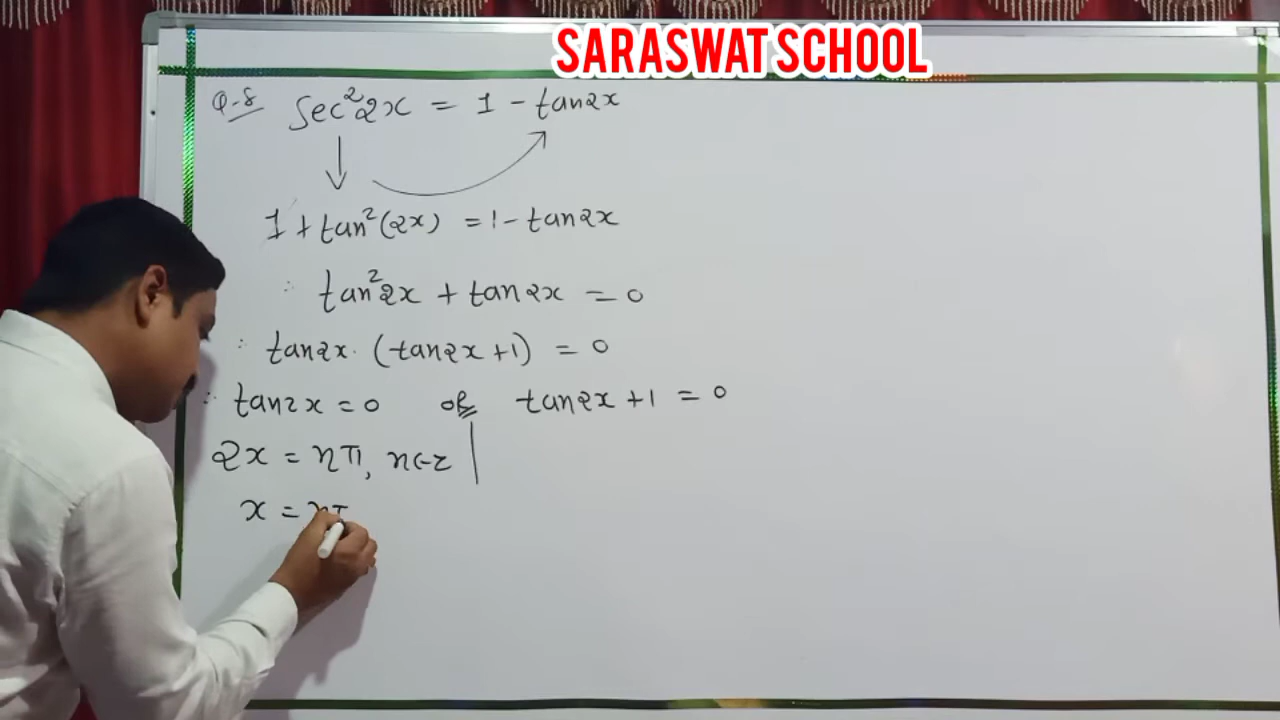 SARASWAT SCHOOL
Q-8 sec²2x = 1 - tan2x
1 + tan²(2x) = 1 - tan2x
∴ tan²2x + tan2x = 0
∴ tan2x · (tan2x + 1) = 0
∴ tan2x = 0 or tan2x + 1 = 0
2x = nπ, n∈z
x = nπ